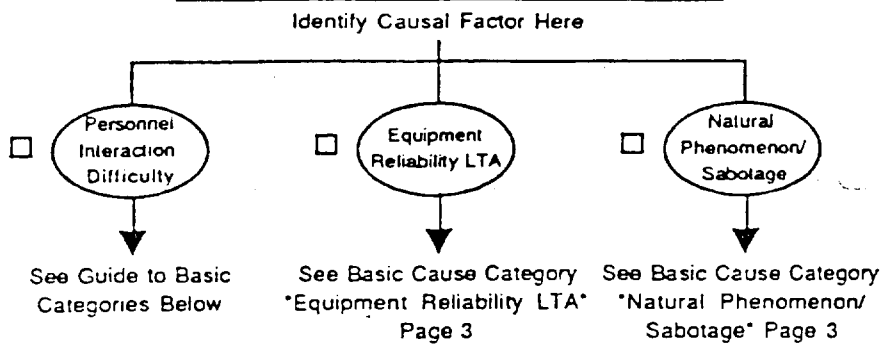 Identify Causal Factor Here
Personnel
Interaction
Difficulty
Equipment
Reliability LTA
Natural
Phenomenon/
Sabotage
See Guide to Basic
Categories Below
See Basic Cause Category
"Equipment Reliability LTA"
Page 3
See Basic Cause Category
"Natural Phenomenon/
Sabotage" Page 3